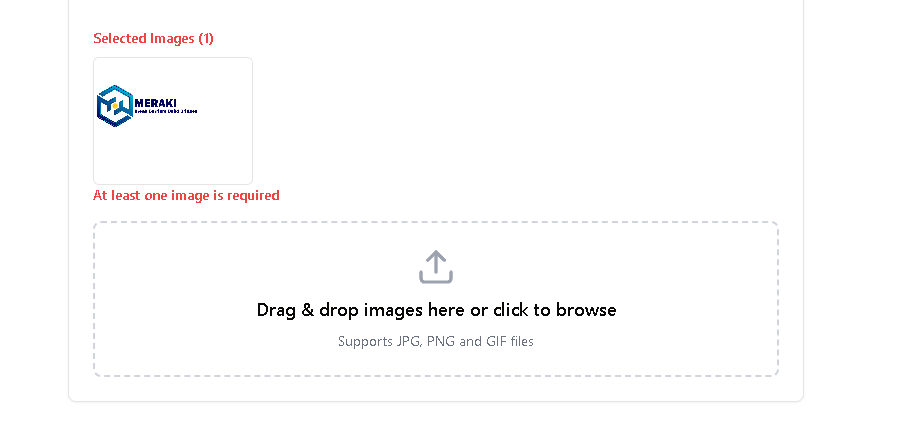 Selected Images (1)
MERAKI
At least one image is required
Drag & drop images here or click to browse
Supports JPG, PNG and GIF files